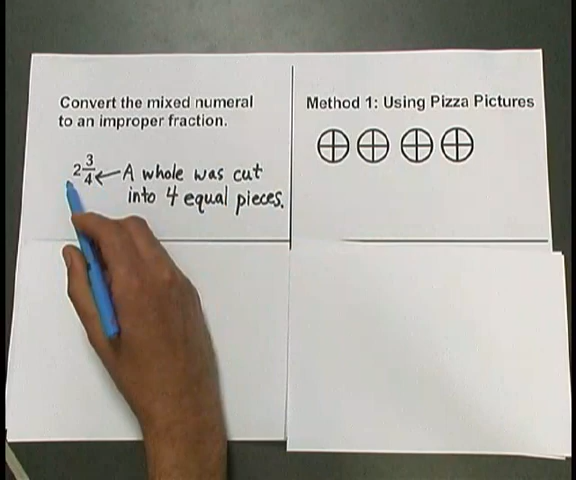 Convert the mixed numeral
to an improper fraction.
2 3/4 ← A whole was cut
into 4 equal pieces.
Method 1: Using Pizza Pictures